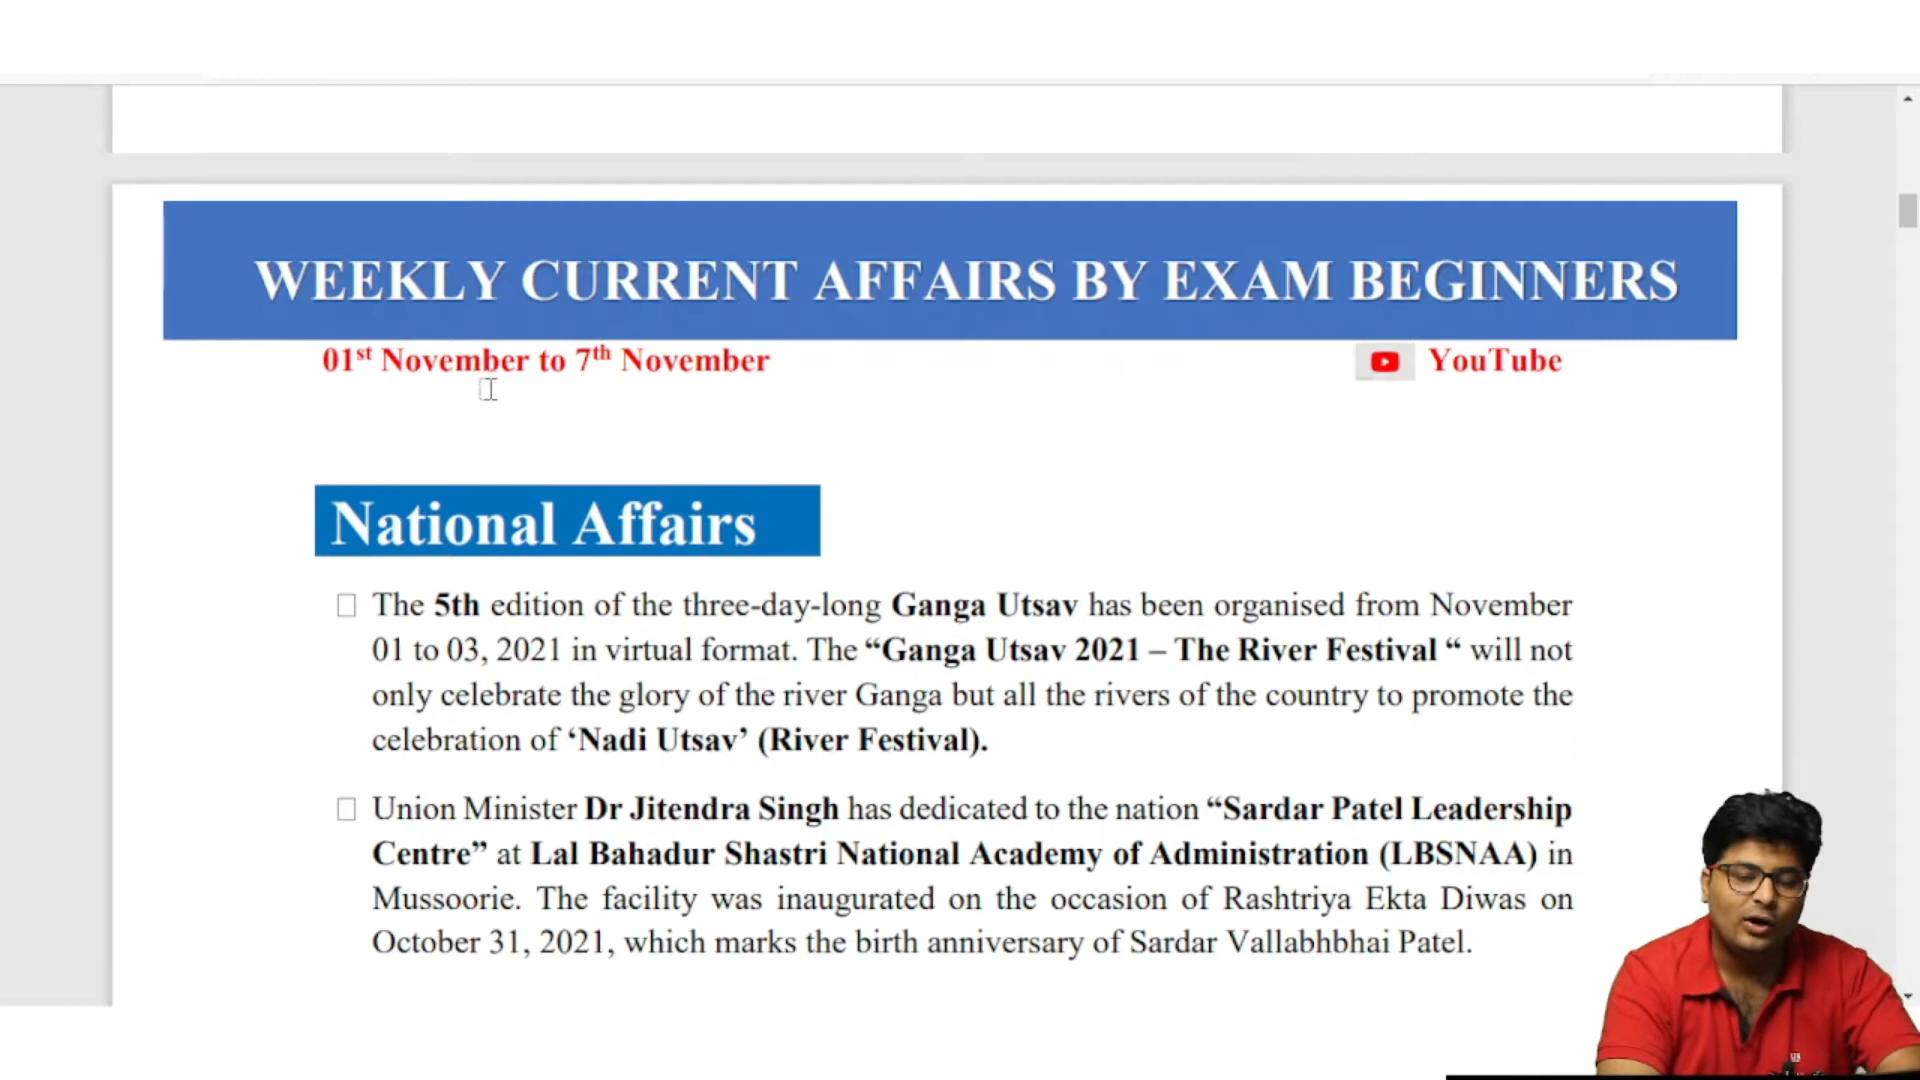 WEEKLY CURRENT AFFAIRS BY EXAM BEGINNERS
01st November to 7th November
YouTube
National Affairs
The 5th edition of the three-day-long Ganga Utsav has been organised from November
01 to 03, 2021 in virtual format. The “Ganga Utsav 2021 – The River Festival “ will not
only celebrate the glory of the river Ganga but all the rivers of the country to promote the
celebration of ‘Nadi Utsav’ (River Festival).
Union Minister Dr Jitendra Singh has dedicated to the nation “Sardar Patel Leadership
Centre” at Lal Bahadur Shastri National Academy of Administration (LBSNAA) in
Mussoorie. The facility was inaugurated on the occasion of Rashtriya Ekta Diwas on
October 31, 2021, which marks the birth anniversary of Sardar Vallabhbhai Patel.